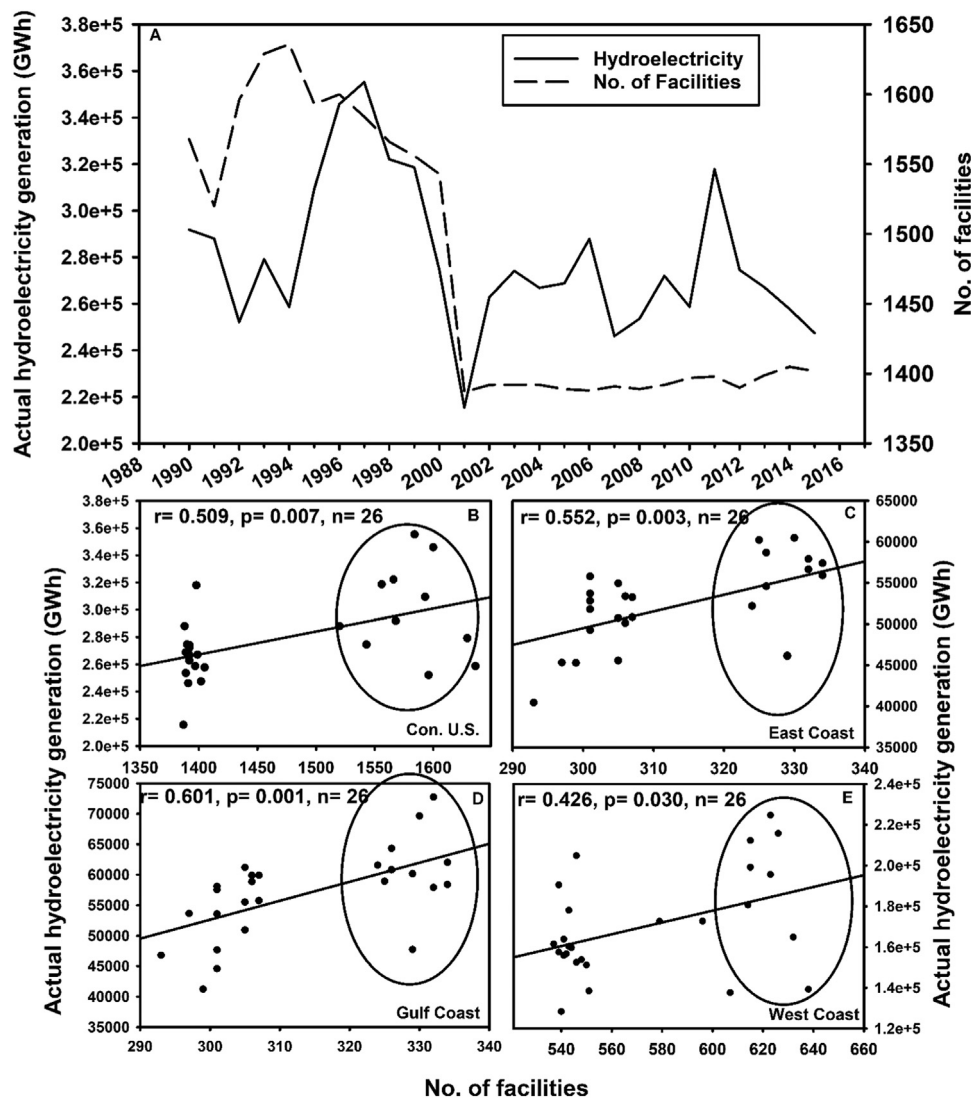 A
Actual hydroelectricity generation (GWh)
3.8e+5
3.6e+5
3.4e+5
3.2e+5
3.0e+5
2.8e+5
2.6e+5
2.4e+5
2.2e+5
2.0e+5
Hydroelectricity
No. of Facilities
1650
1600
1550
1500
1450
1400
1350
No. of facilities
1988 1990 1992 1994 1996 1998 2000 2002 2004 2006 2008 2010 2012 2014 2016
r= 0.509, p= 0.007, n= 26
B
3.8e+5
3.6e+5
3.4e+5
3.2e+5
3.0e+5
2.8e+5
2.6e+5
2.4e+5
2.2e+5
2.0e+5
Con. U.S.
1350 1400 1450 1500 1550 1600
r= 0.552, p= 0.003, n= 26
C
65000
60000
55000
50000
45000
40000
35000
East Coast
290 300 310 320 330 340
Actual hydroelectricity generation (GWh)
r= 0.601, p= 0.001, n= 26
D
75000
70000
65000
60000
55000
50000
45000
40000
35000
Gulf Coast
290 300 310 320 330 340
r= 0.426, p= 0.030, n= 26
E
2.4e+5
2.2e+5
2.0e+5
1.8e+5
1.6e+5
1.4e+5
1.2e+5
West Coast
540 560 580 600 620 640 660
Actual hydroelectricity generation (GWh)
No. of facilities